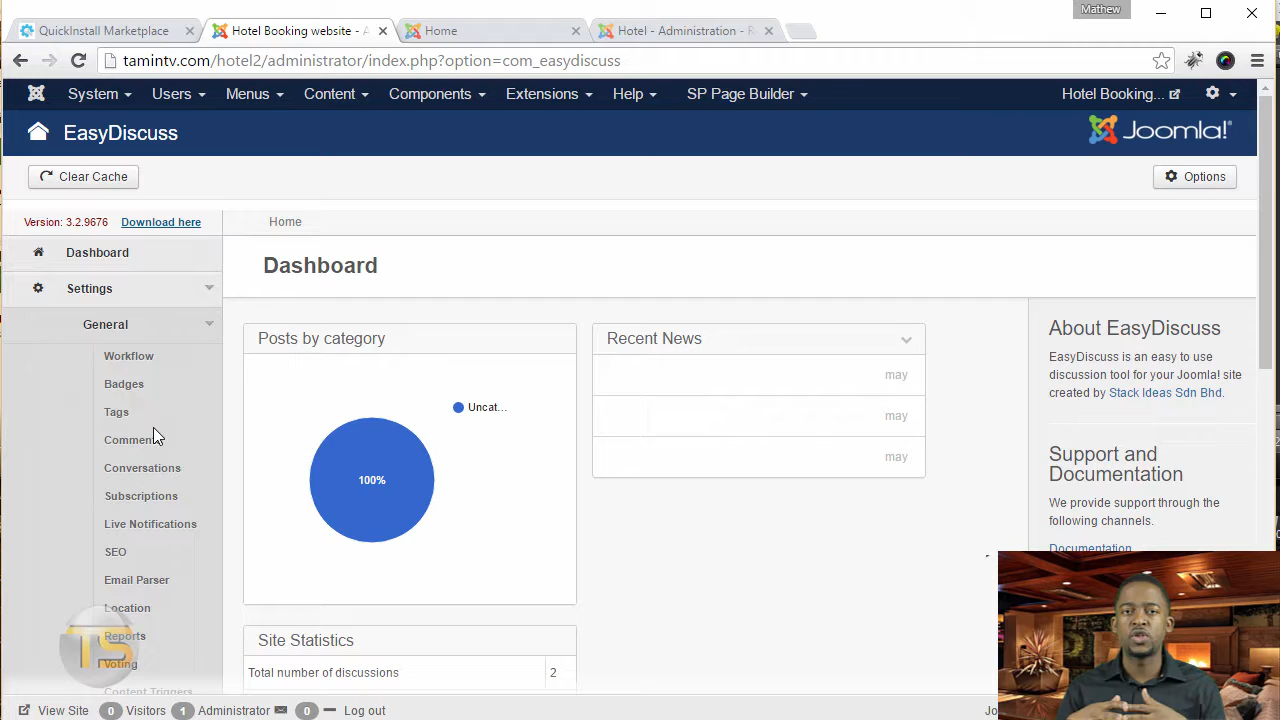 Mathew
QuickInstall Marketplace
Hotel Booking website - A
Home
Hotel - Administration - R
tamintv.com/hotel2/administrator/index.php?option=com_easydiscuss
System Users Menus Content Components Extensions Help SP Page Builder Hotel Booking...
EasyDiscuss
Joomla!
Clear Cache
Options
Version: 3.2.9676 Download here
Home
Dashboard
Settings
General
Workflow
Badges
Tags
Conversations
Subscriptions
Live Notifications
SEO
Email Parser
Location
Reports
Voting
Content Triggers
TS
Dashboard
Posts by category
Uncat...
100%
Site Statistics
Total number of discussions 2
Recent News
may
may
may
About EasyDiscuss
EasyDiscuss is an easy to use
discussion tool for your Joomla! site
created by Stack Ideas Sdn Bhd.
Support and
Documentation
We provide support through the
following channels.
Documentation
View Site 0 Visitors 1 Administrator 0 Log out
Jo